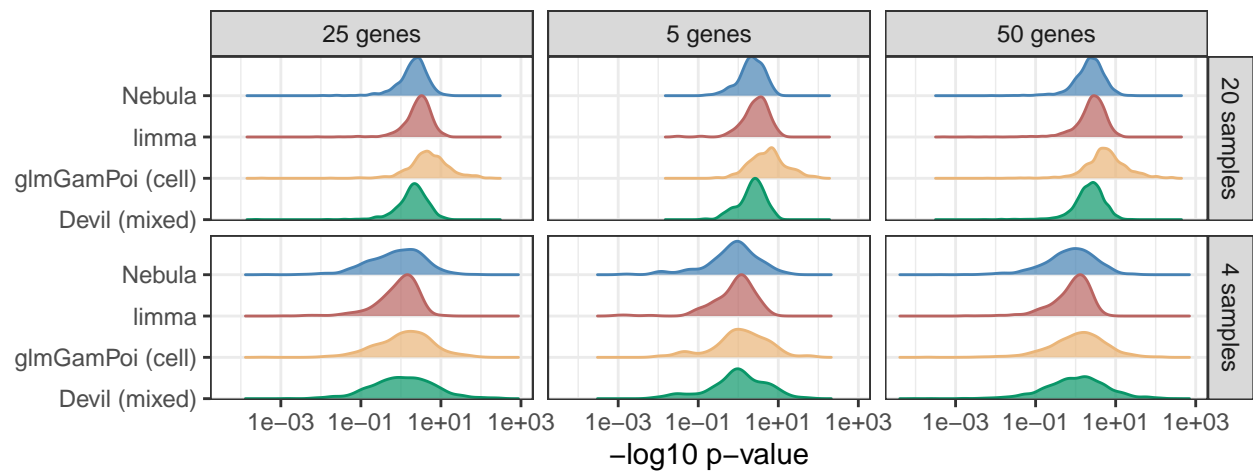 25 genes
5 genes
50 genes
Nebula
limma
glmGamPoi (cell)
Devil (mixed)
20 samples
Nebula
limma
glmGamPoi (cell)
Devil (mixed)
4 samples
1e−03 1e−01 1e+01 1e+03
1e−03 1e−01 1e+01 1e+03
1e−03 1e−01 1e+01 1e+03
−log10 p−value